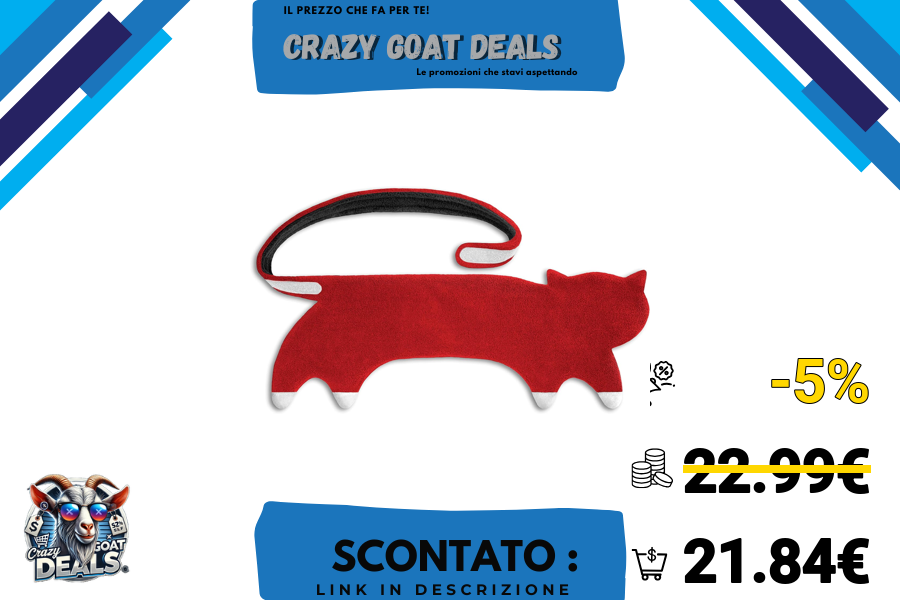 IL PREZZO CHE FA PER TE!
CRAZY GOAT DEALS
Le promozioni che stavi aspettando
%
-5%
22.99€
$
21.84€
SCONTATO :
LINK IN DESCRIZIONE
$
57%
Crazy
GOAT
DEALS